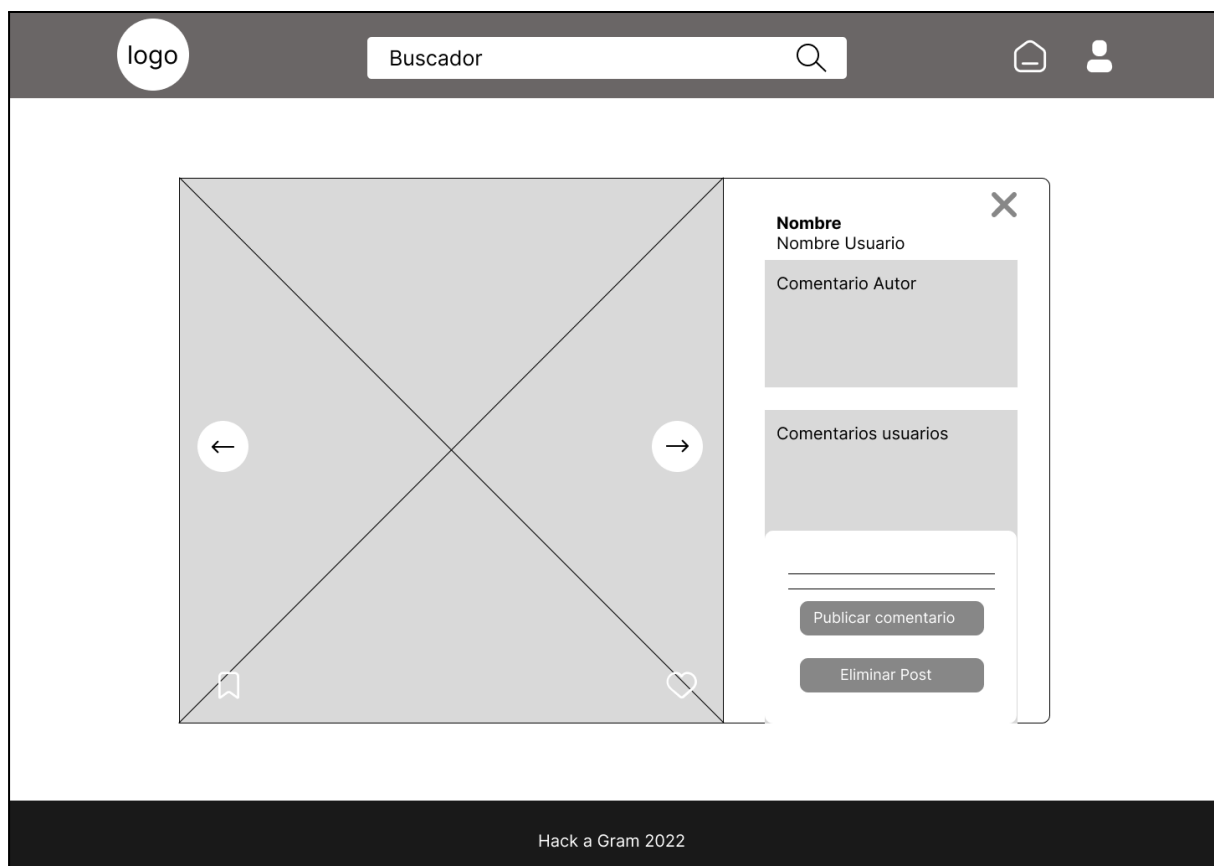 logo
Buscador
Nombre
Nombre Usuario
Comentario Autor
Comentarios usuarios
Publicar comentario
Eliminar Post
Hack a Gram 2022